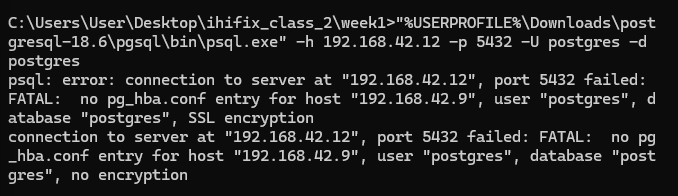 C:\Users\User\Desktop\ihifix_class_2\week1>"%USERPROFILE%\Downloads\post
gresql-18.6\pgsql\bin\psql.exe" -h 192.168.42.12 -p 5432 -U postgres -d
postgres
psql: error: connection to server at "192.168.42.12", port 5432 failed:
FATAL:  no pg_hba.conf entry for host "192.168.42.9", user "postgres", d
atabase "postgres", SSL encryption
connection to server at "192.168.42.12", port 5432 failed: FATAL:  no pg
_hba.conf entry for host "192.168.42.9", user "postgres", database "post
gres", no encryption